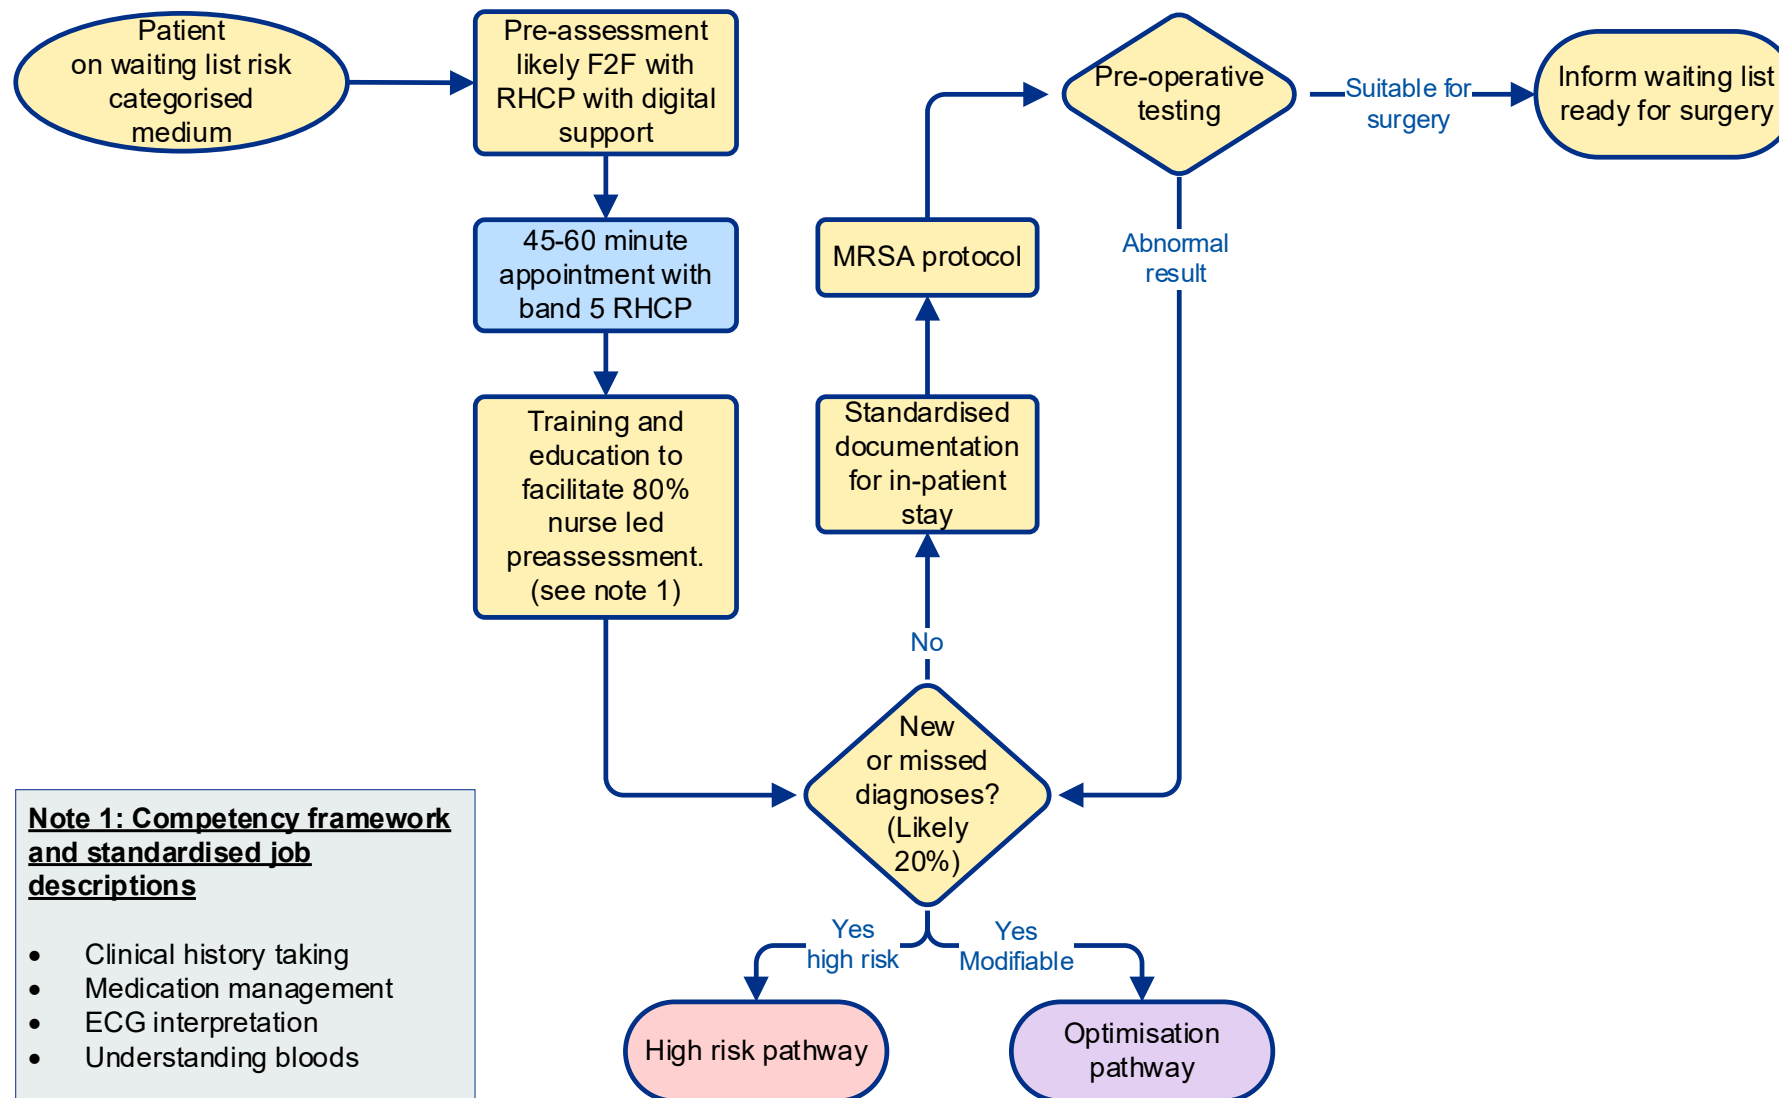 Patient
on waiting list risk
categorised
medium
Pre-assessment
likely F2F with
RHCP with digital
support
45-60 minute
appointment with
band 5 RHCP
Training and
education to
facilitate 80%
nurse led
preassessment.
(see note 1)
New
or missed
diagnoses?
(Likely
20%)
No
Standardised
documentation
for in-patient
stay
MRSA protocol
Pre-operative
testing
Suitable for
surgery
Inform waiting list
ready for surgery
Abnormal
result
Yes
high risk
Yes
Modifiable
High risk pathway
Optimisation
pathway
Note 1: Competency framework
and standardised job
descriptions
• Clinical history taking
• Medication management
• ECG interpretation
• Understanding bloods